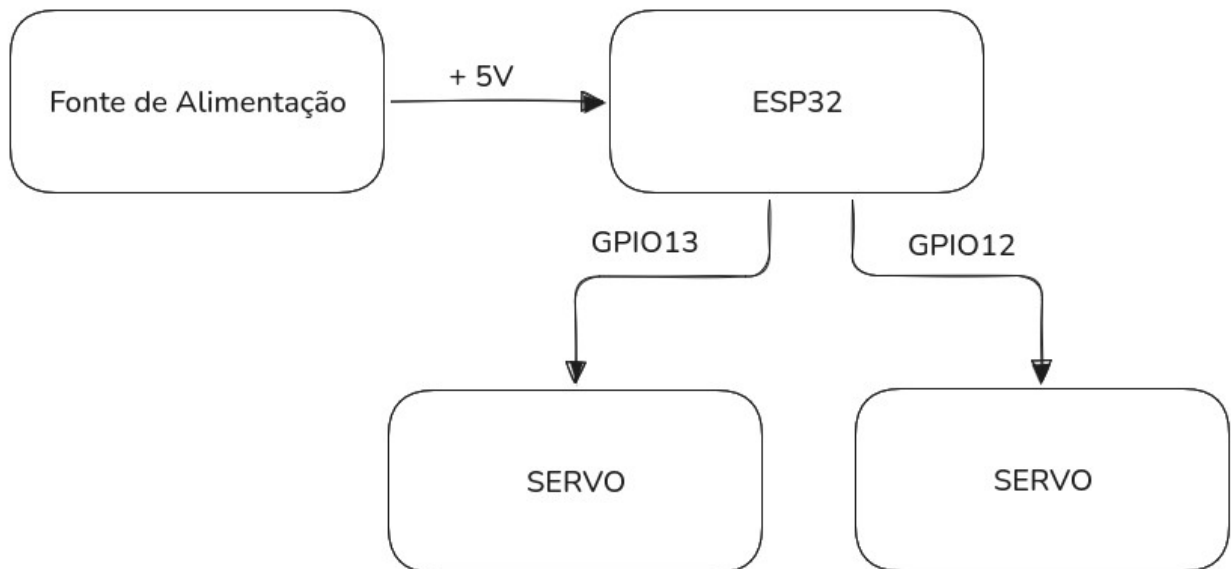 Fonte de Alimentação
+ 5V
ESP32
GPIO13
GPIO12
SERVO
SERVO